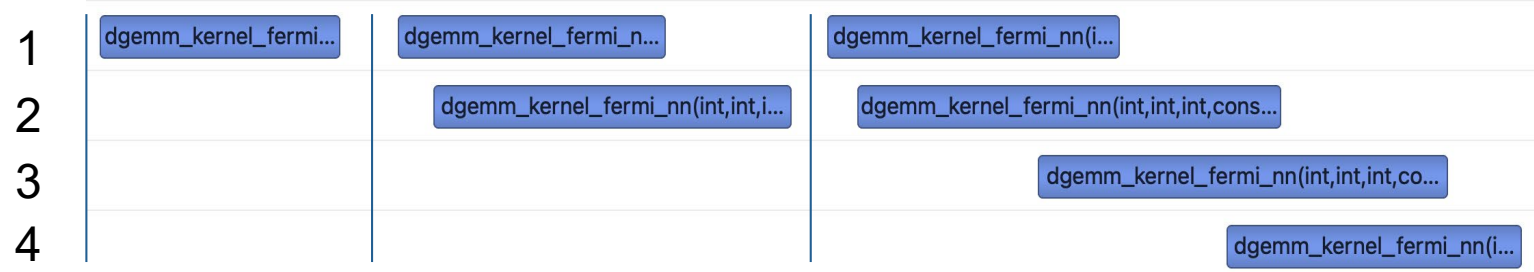 1 dgemm_kernel_fermi... dgemm_kernel_fermi_n... dgemm_kernel_fermi_nn(i...
2 dgemm_kernel_fermi_nn(int,int,i... dgemm_kernel_fermi_nn(int,int,int,cons...
3 dgemm_kernel_fermi_nn(int,int,int,co...
4 dgemm_kernel_fermi_nn(i...